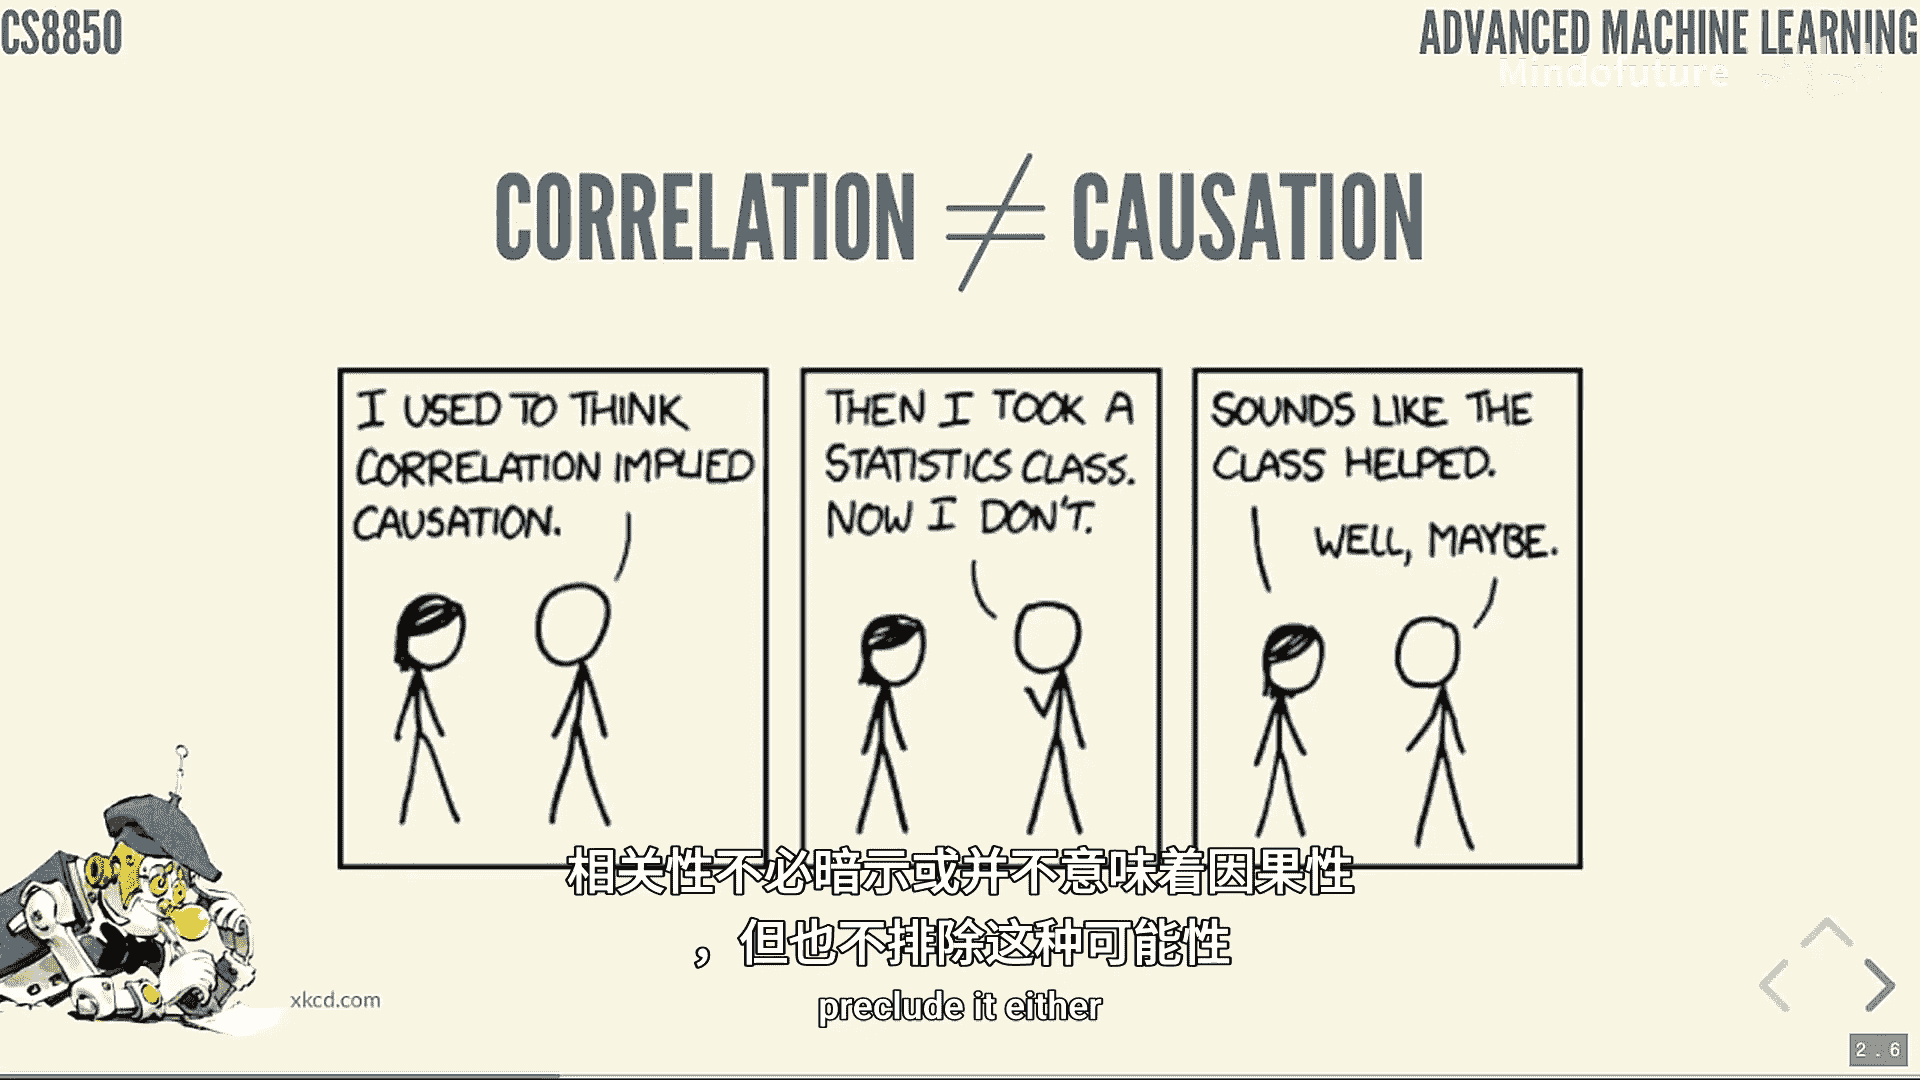 CS8850
ADVANCED MACHINE LEARNING
Mindofuture
CORRELATION ≠ CAUSATION
I USED TO THINK
CORRELATION IMPLIED
CAUSATION.
THEN I TOOK A
STATISTICS CLASS.
NOW I DON'T.
SOUNDS LIKE THE
CLASS HELPED.
WELL, MAYBE.
相关性不必暗示或并不意味着因果性
，但也不排除这种可能性
preclude it either
xkcd.com
2.6